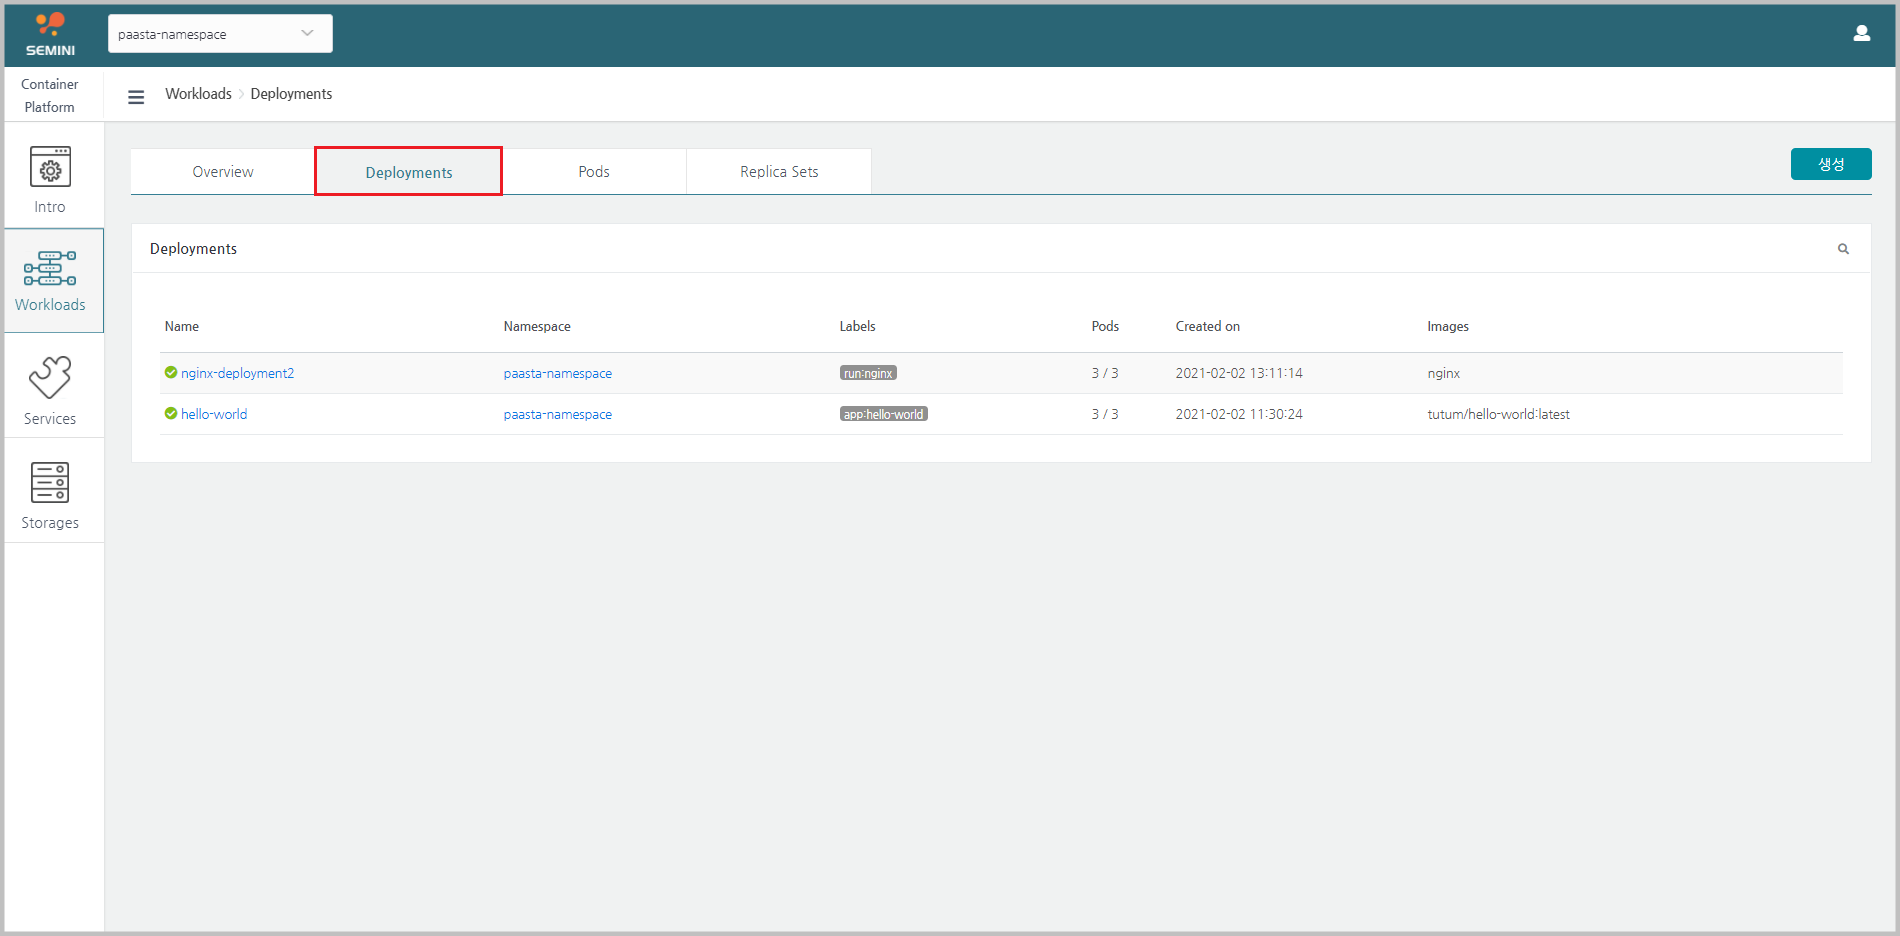 SEMINI
paasta-namespace
Container
Platform
Workloads
Deployments
Intro
Workloads
Services
Storages
Overview
Deployments
Pods
Replica Sets
생성
Deployments
Name Namespace Labels Pods Created on Images
nginx-deployment2 paasta-namespace run:nginx 3 / 3 2021-02-02 13:11:14 nginx
hello-world paasta-namespace app:hello-world 3 / 3 2021-02-02 11:30:24 tutum/hello-world:latest